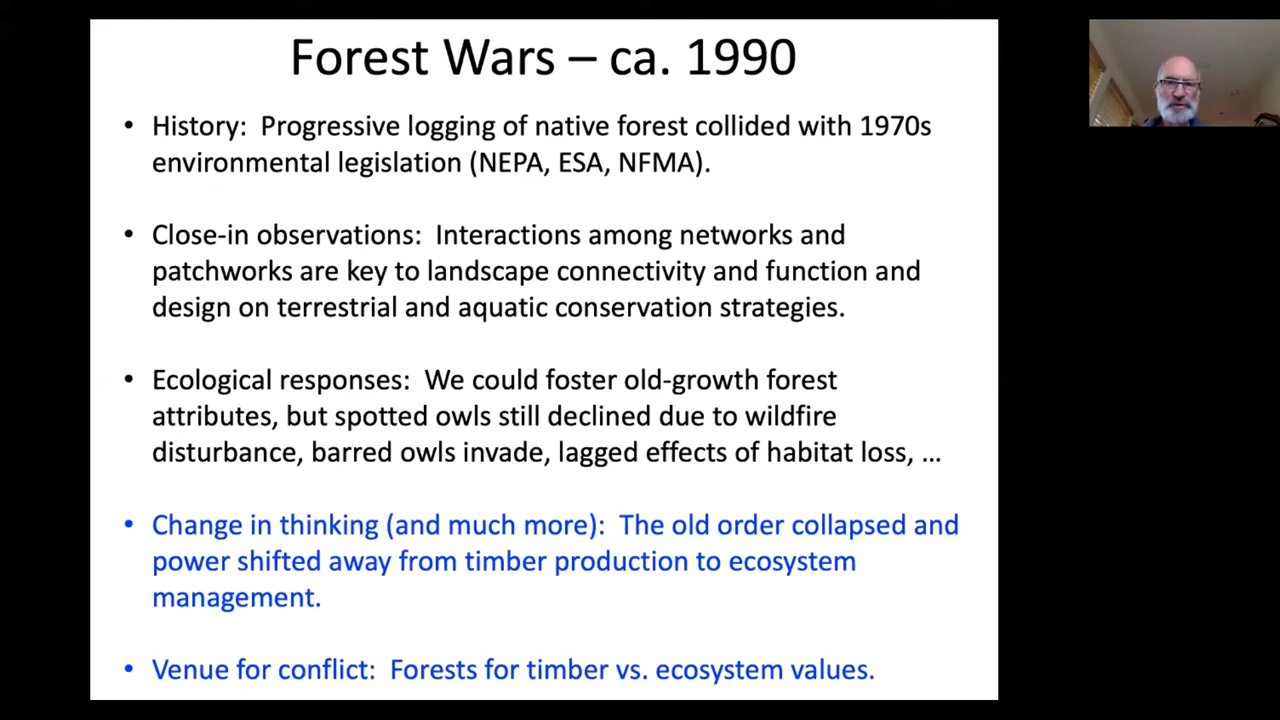 Forest Wars – ca. 1990
• History: Progressive logging of native forest collided with 1970s
environmental legislation (NEPA, ESA, NFMA).
• Close-in observations: Interactions among networks and
patchworks are key to landscape connectivity and function and
design on terrestrial and aquatic conservation strategies.
• Ecological responses: We could foster old-growth forest
attributes, but spotted owls still declined due to wildfire
disturbance, barred owls invade, lagged effects of habitat loss, …
• Change in thinking (and much more): The old order collapsed and
power shifted away from timber production to ecosystem
management.
• Venue for conflict: Forests for timber vs. ecosystem values.